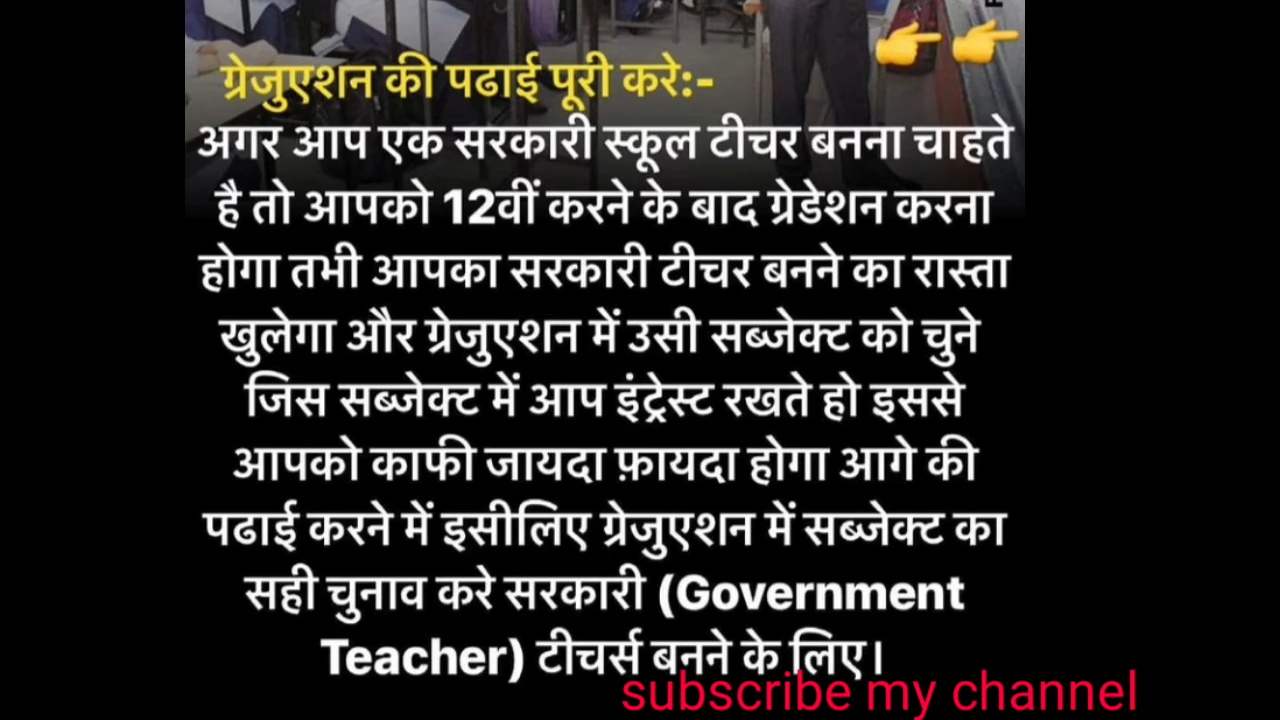 ग्रेजुएशन की पढाई पूरी करे:-
अगर आप एक सरकारी स्कूल टीचर बनना चाहते
है तो आपको 12वीं करने के बाद ग्रेडेशन करना
होगा तभी आपका सरकारी टीचर बनने का रास्ता
खुलेगा और ग्रेजुएशन में उसी सब्जेक्ट को चुने
जिस सब्जेक्ट में आप इंट्रेस्ट रखते हो इससे
आपको काफी जायदा फ़ायदा होगा आगे की
पढाई करने में इसीलिए ग्रेजुएशन में सब्जेक्ट का
सही चुनाव करे सरकारी (Government
Teacher) टीचर्स बनने के लिए।
subscribe my channel